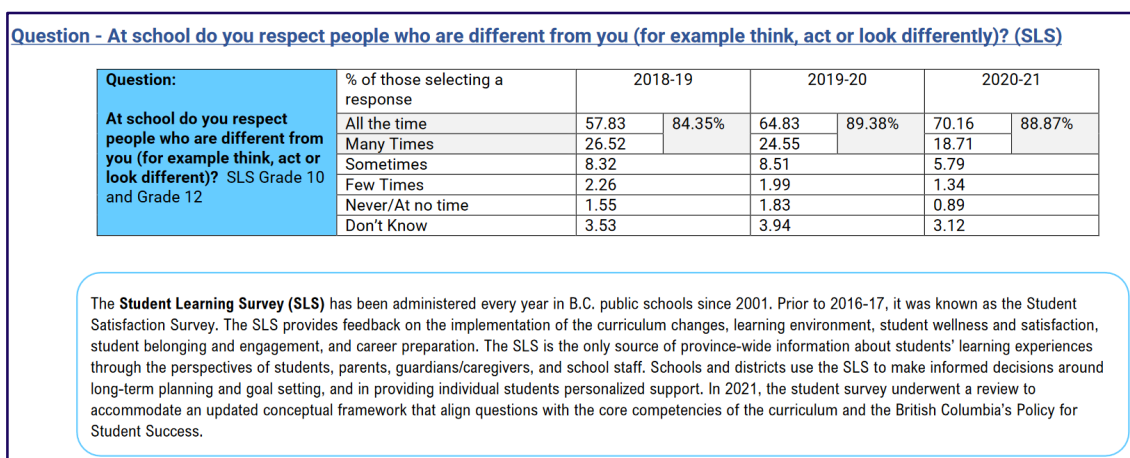 Question - At school do you respect people who are different from you (for example think, act or look differently)? (SLS)
Question:
At school do you respect
people who are different from
you (for example think, act or
look different)? SLS Grade 10
and Grade 12
% of those selecting a
response
2018-19 2019-20 2020-21
All the time 57.83 84.35% 64.83 89.38% 70.16 88.87%
Many Times 26.52 24.55 18.71
Sometimes 8.32 8.51 5.79
Few Times 2.26 1.99 1.34
Never/At no time 1.55 1.83 0.89
Don't Know 3.53 3.94 3.12
The Student Learning Survey (SLS) has been administered every year in B.C. public schools since 2001. Prior to 2016-17, it was known as the Student
Satisfaction Survey. The SLS provides feedback on the implementation of the curriculum changes, learning environment, student wellness and satisfaction,
student belonging and engagement, and career preparation. The SLS is the only source of province-wide information about students' learning experiences
through the perspectives of students, parents, guardians/caregivers, and school staff. Schools and districts use the SLS to make informed decisions around
long-term planning and goal setting, and in providing individual students personalized support. In 2021, the student survey underwent a review to
accommodate an updated conceptual framework that align questions with the core competencies of the curriculum and the British Columbia's Policy for
Student Success.